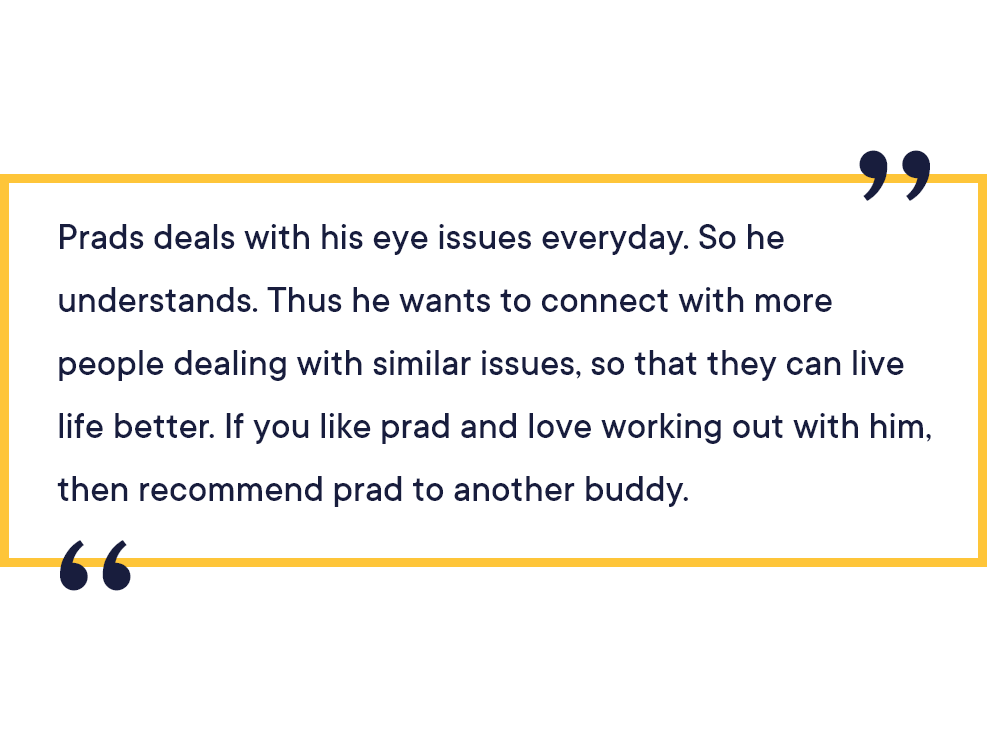 ”
Prads deals with his eye issues everyday. So he
understands. Thus he wants to connect with more
people dealing with similar issues, so that they can live
life better. If you like prad and love working out with him,
then recommend prad to another buddy.
“